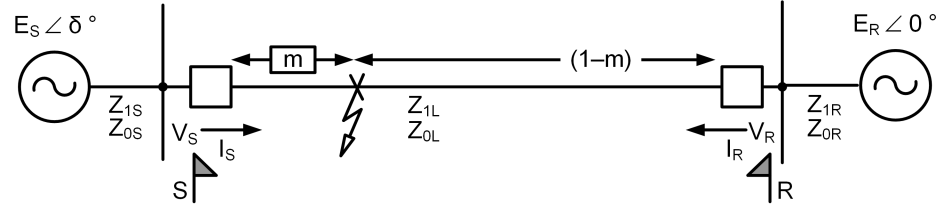 E_S ∠ δ °
E_R ∠ 0 °
m
(1–m)
Z_1S
Z_0S
Z_1L
Z_0L
Z_1R
Z_0R
V_S
I_S
I_R
V_R
S
R